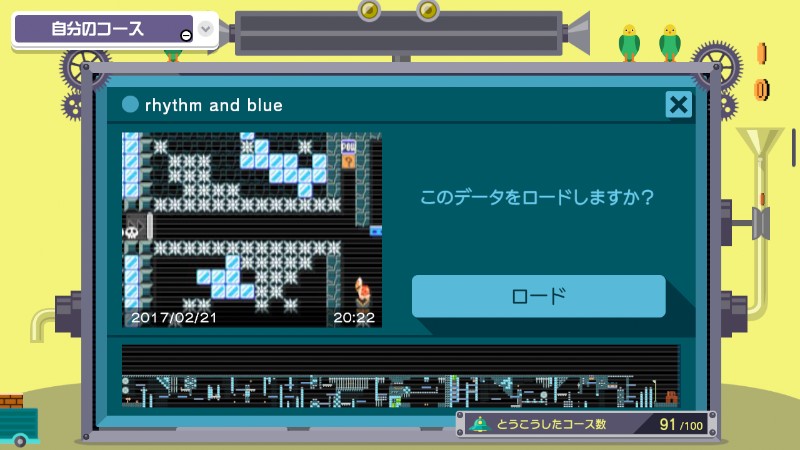 自分のコース
rhythm and blue
POW
?
このデータをロードしますか?
ロード
2017/02/21 20:22
とうこうしたコース数 91/100